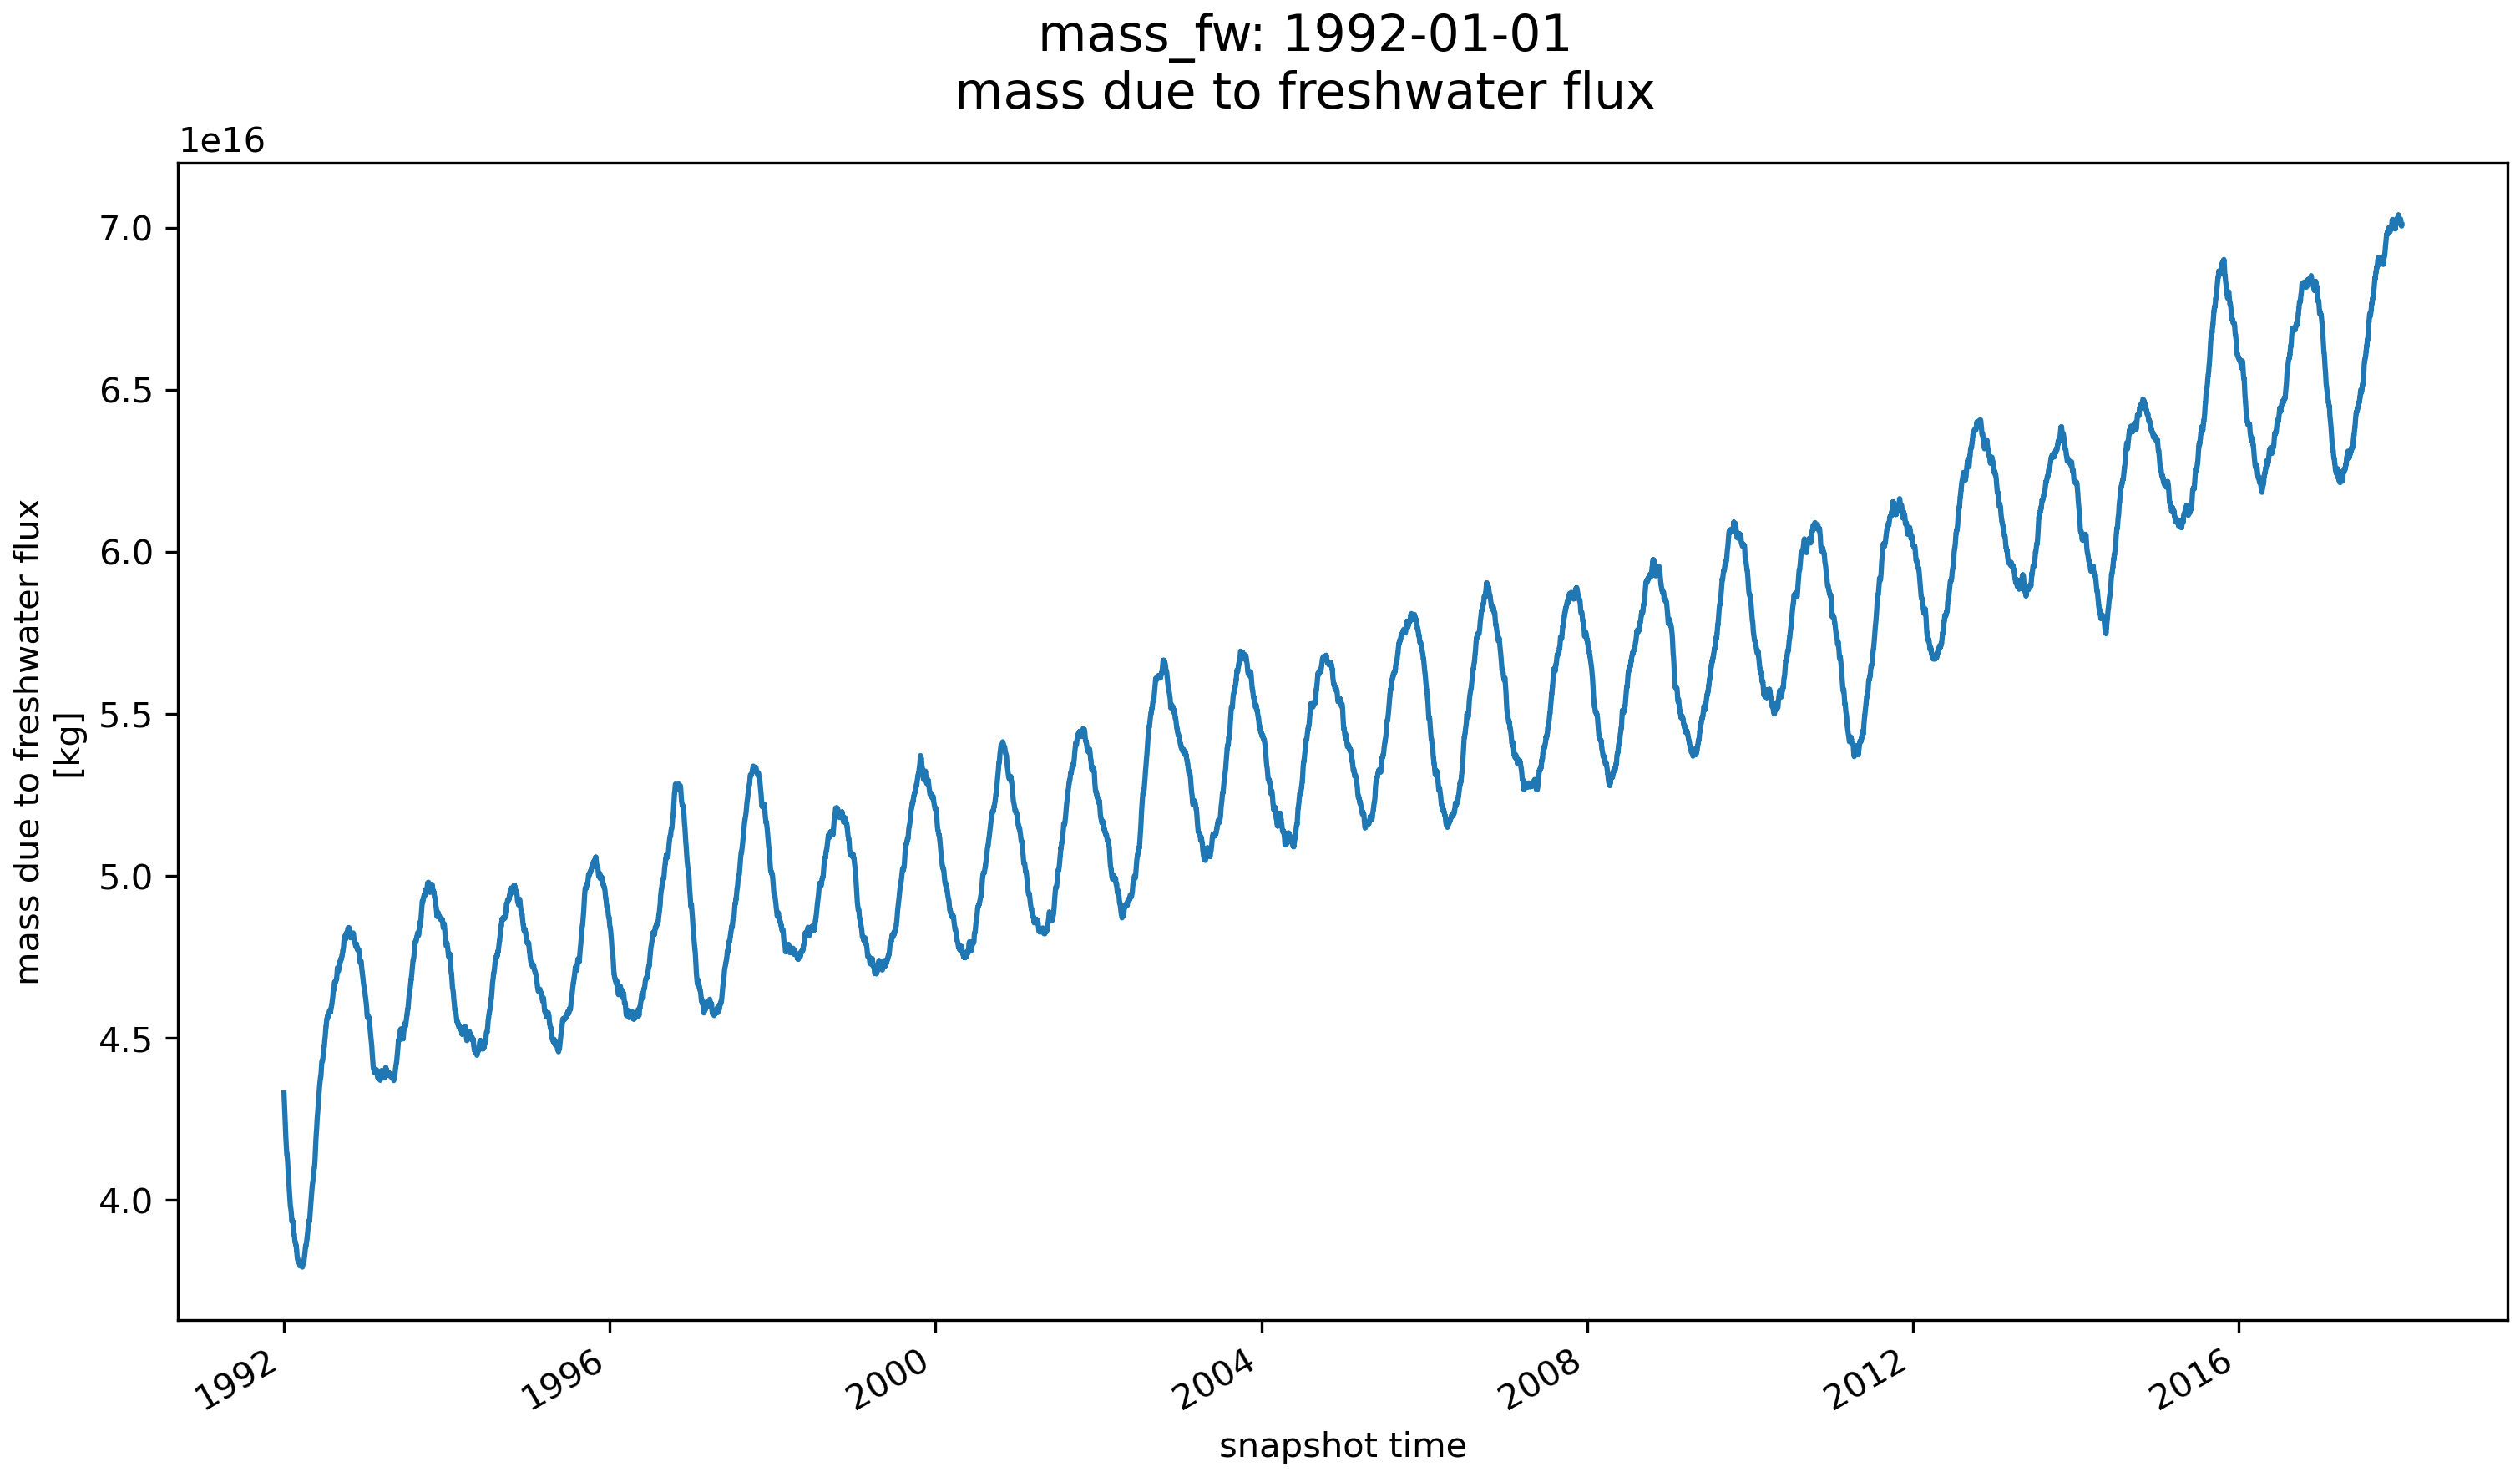 mass_fw: 1992-01-01
mass due to freshwater flux
1e16
7.0
6.5
6.0
5.5
5.0
4.5
4.0
mass due to freshwater flux
[kg]
1992
1996
2000
2004
2008
2012
2016
snapshot time